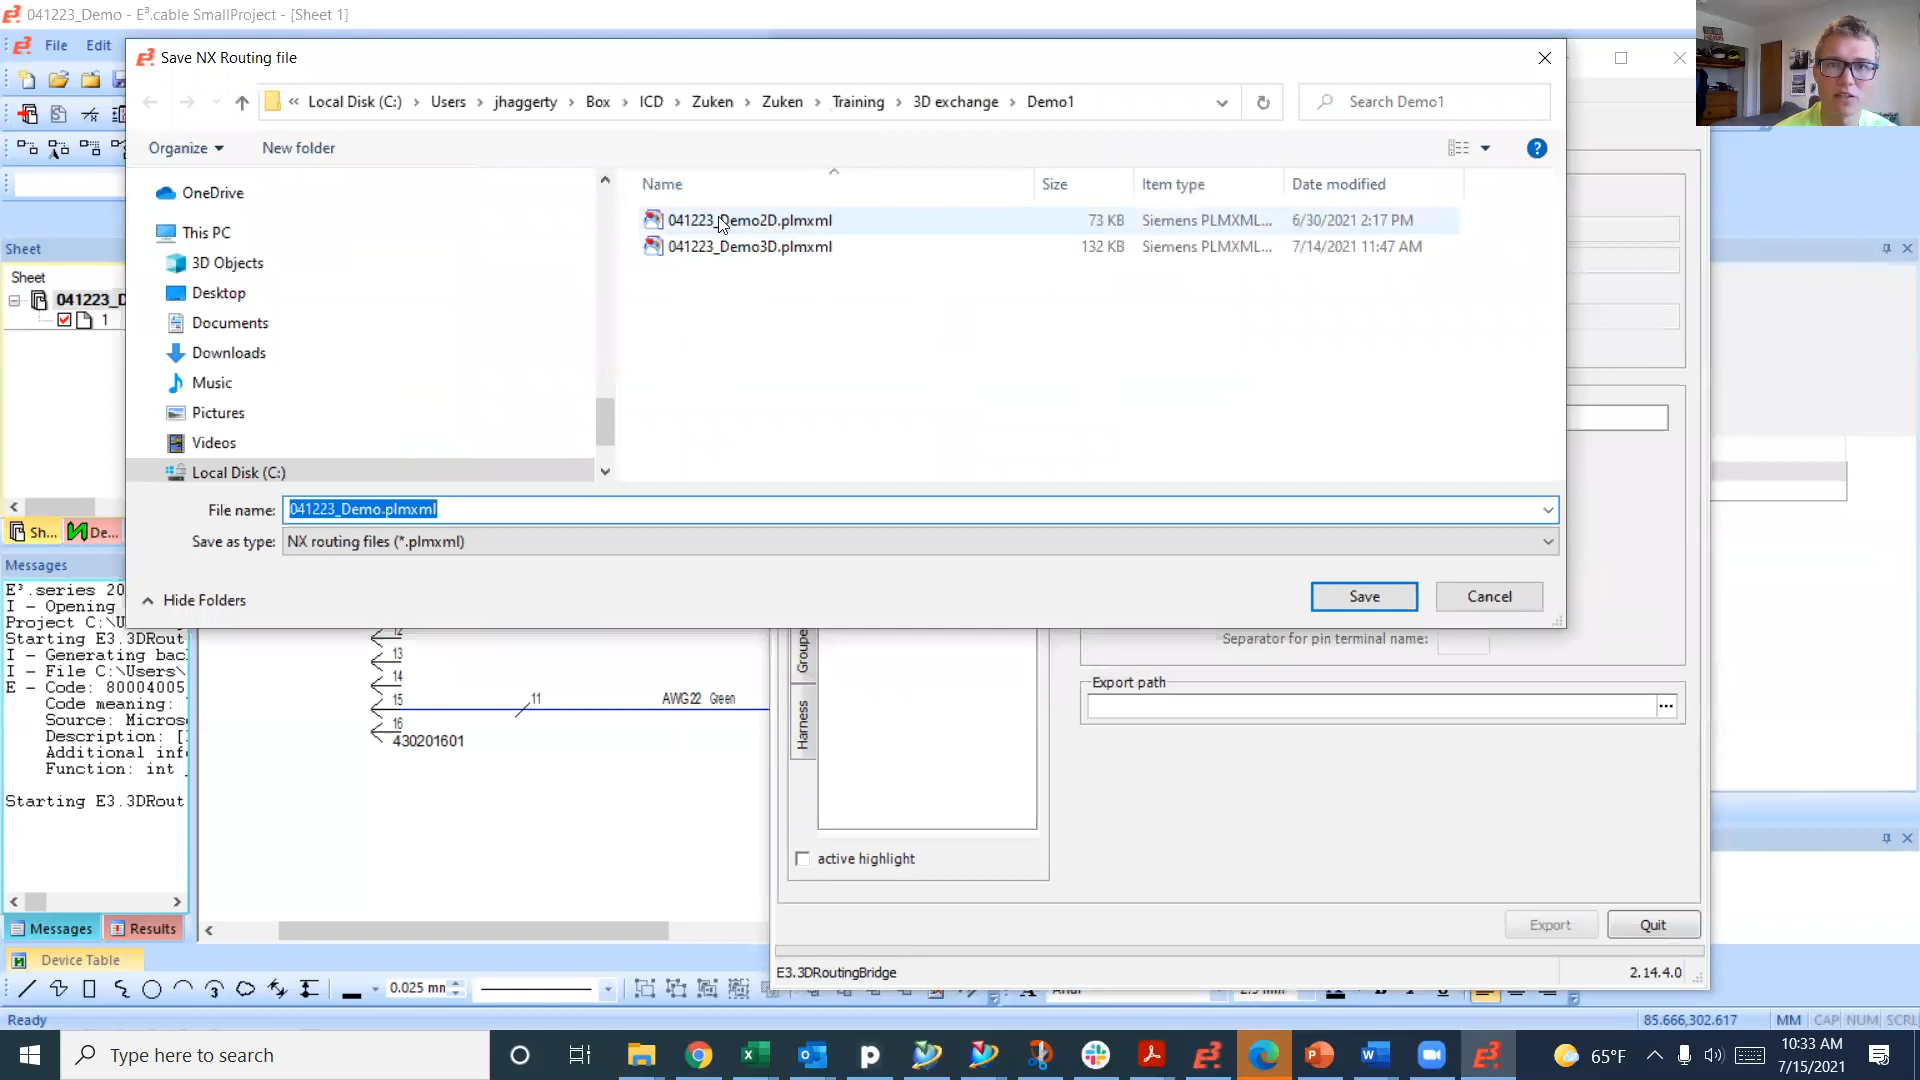 041223_Demo - E³.cable SmallProject - [Sheet 1]
File Edit
Save NX Routing file
« Local Disk (C:) › Users › jhaggerty › Box › ICD › Zuken › Zuken › Training › 3D exchange › Demo1
Search Demo1
Organize
New folder
OneDrive
This PC
3D Objects
Desktop
Documents
Downloads
Music
Pictures
Videos
Local Disk (C:)
Name Size Item type Date modified
041223_Demo2D.plmxml 73 KB Siemens PLMXML... 6/30/2021 2:17 PM
041223_Demo3D.plmxml 132 KB Siemens PLMXML... 7/14/2021 11:47 AM
File name: 041223_Demo.plmxml
Save as type: NX routing files (*.plmxml)
Hide Folders
Save
Cancel
Sheet
Sheet
041223_D
1
Sh...
De...
Messages
E³.series 20
I - Opening
Project C:\U
Starting E3.3DRout
I - Generating bac
I - File C:\Users\
E - Code: 80004005
Code meaning:
Source: Micros
Description: [
Additional inf
Function: int
Starting E3.3DRout
Messages
Results
Device Table
12
13
14
15
16
430201601
11
AWG22 Green
Groupe
Harness
active highlight
Separator for pin terminal name:
Export path
...
Export
Quit
E3.3DRoutingBridge
2.14.4.0
0.025 mm
Ready
85.666,302.617
MM CAP NUM SCRL
Type here to search
65°F
10:33 AM
7/15/2021